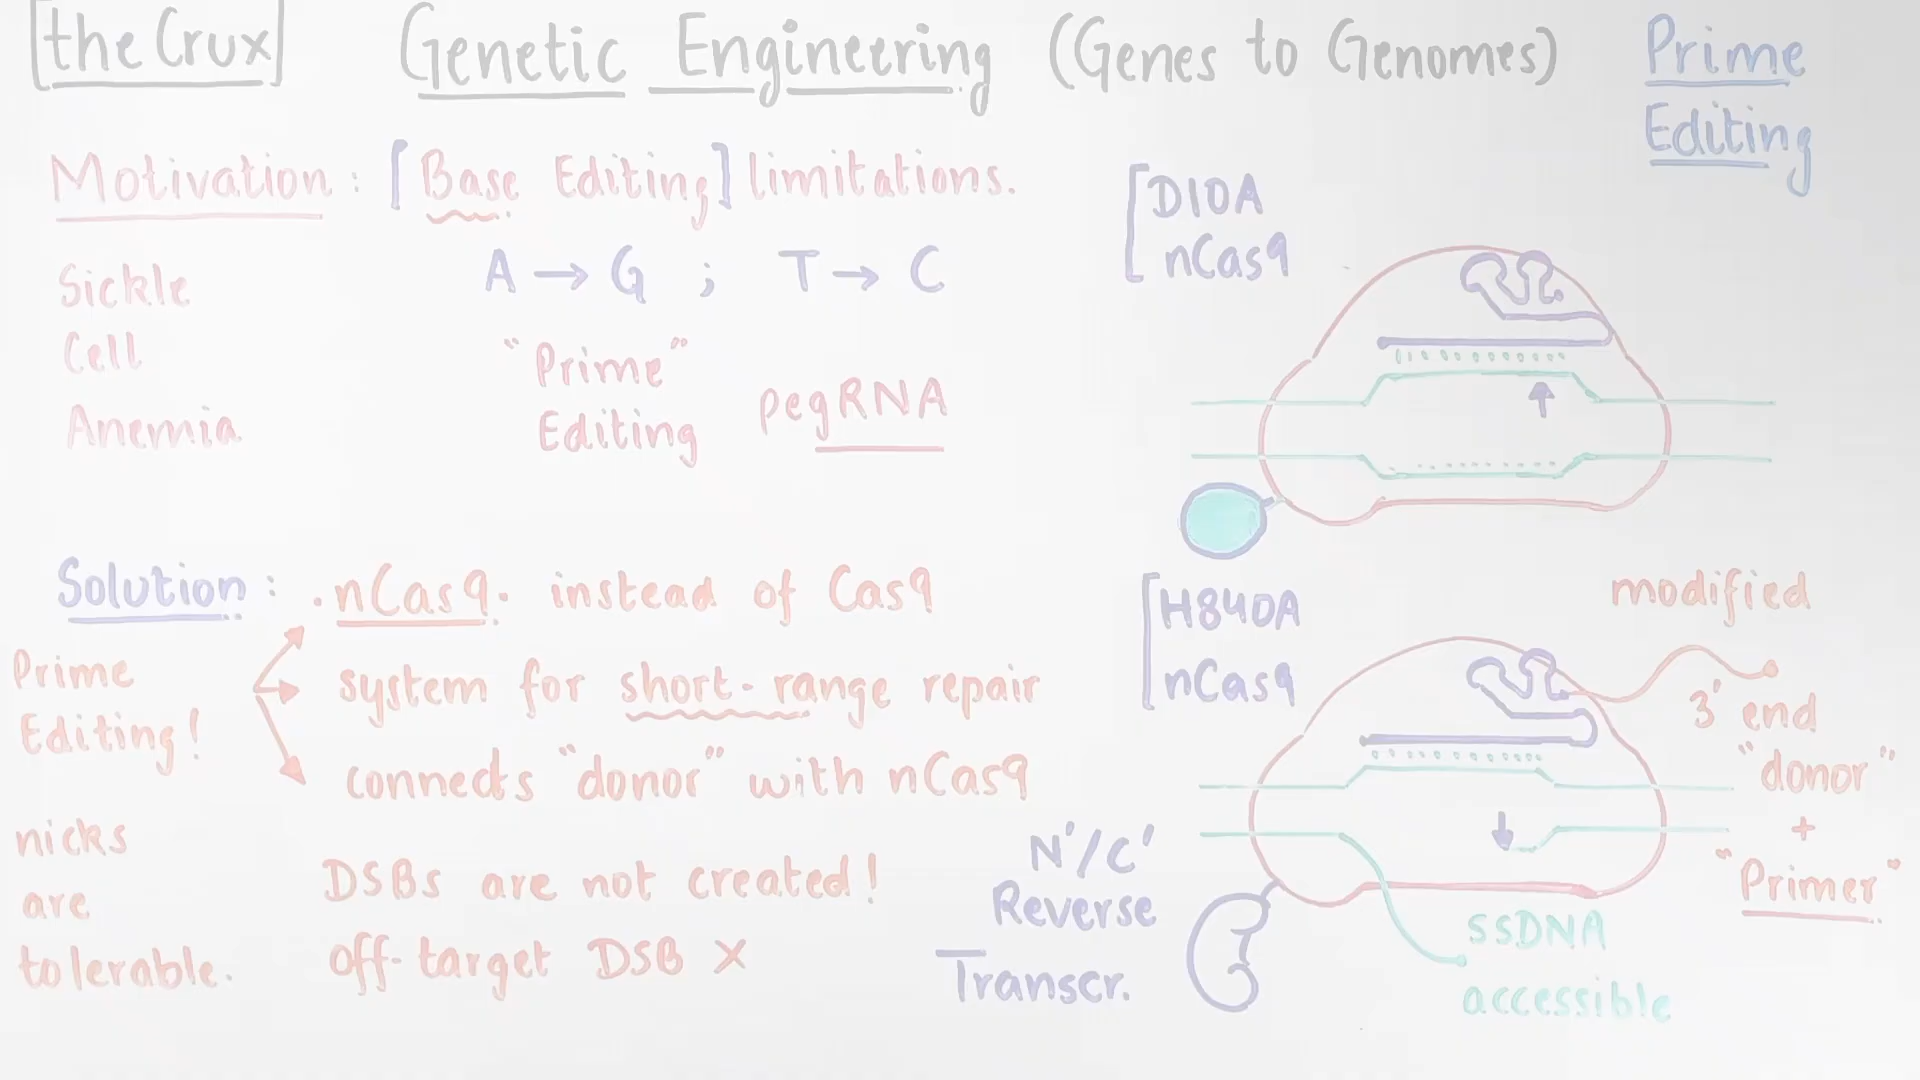 the Crux
Genetic Engineering (Genes to Genomes)
Prime
Editing
Motivation : [Base Editing] limitations.
Sickle
Cell
Anemia
A → G ; T → C
"Prime"
Editing
pegRNA
Solution :
Prime
Editing!
nicks
are
tolerable.
. nCas9. instead of Cas9
system for short-range repair
connects "donor" with nCas9
DSBs are not created!
off-target DSB X
[D10A
nCas9
[H840A
nCas9
modified
3' end
"donor"
+
"Primer"
N'/C'
Reverse
Transcr.
ssDNA
accessible